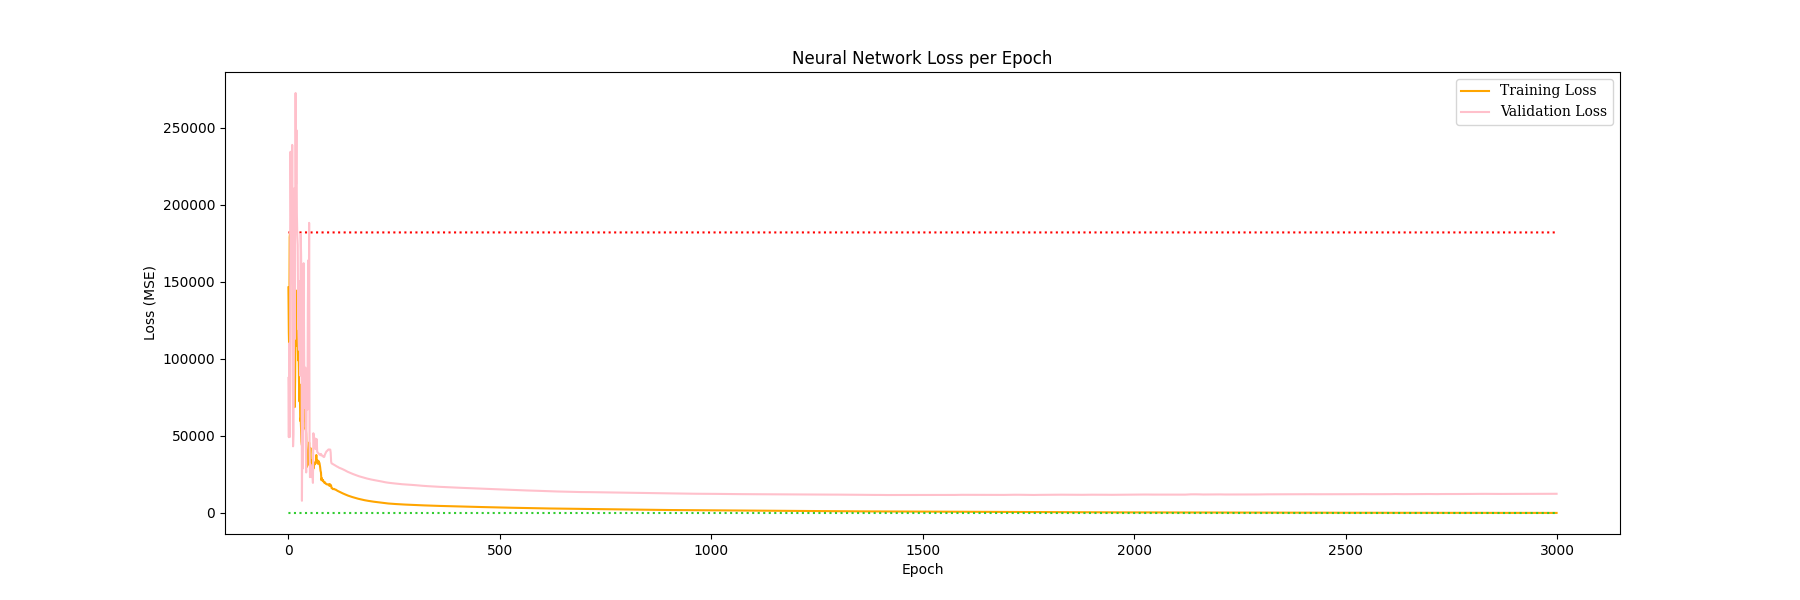 Neural Network Loss per Epoch
Training Loss
Validation Loss
250000
200000
150000
100000
50000
0
Loss (MSE)
0 500 1000 1500 2000 2500 3000
Epoch